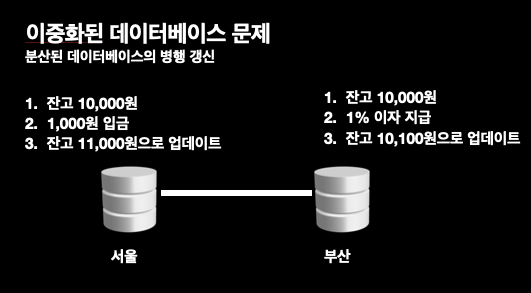 이중화된 데이터베이스 문제
분산된 데이터베이스의 병행 갱신
1. 잔고 10,000원
2. 1,000원 입금
3. 잔고 11,000원으로 업데이트
1. 잔고 10,000원
2. 1% 이자 지급
3. 잔고 10,100원으로 업데이트
서울
부산